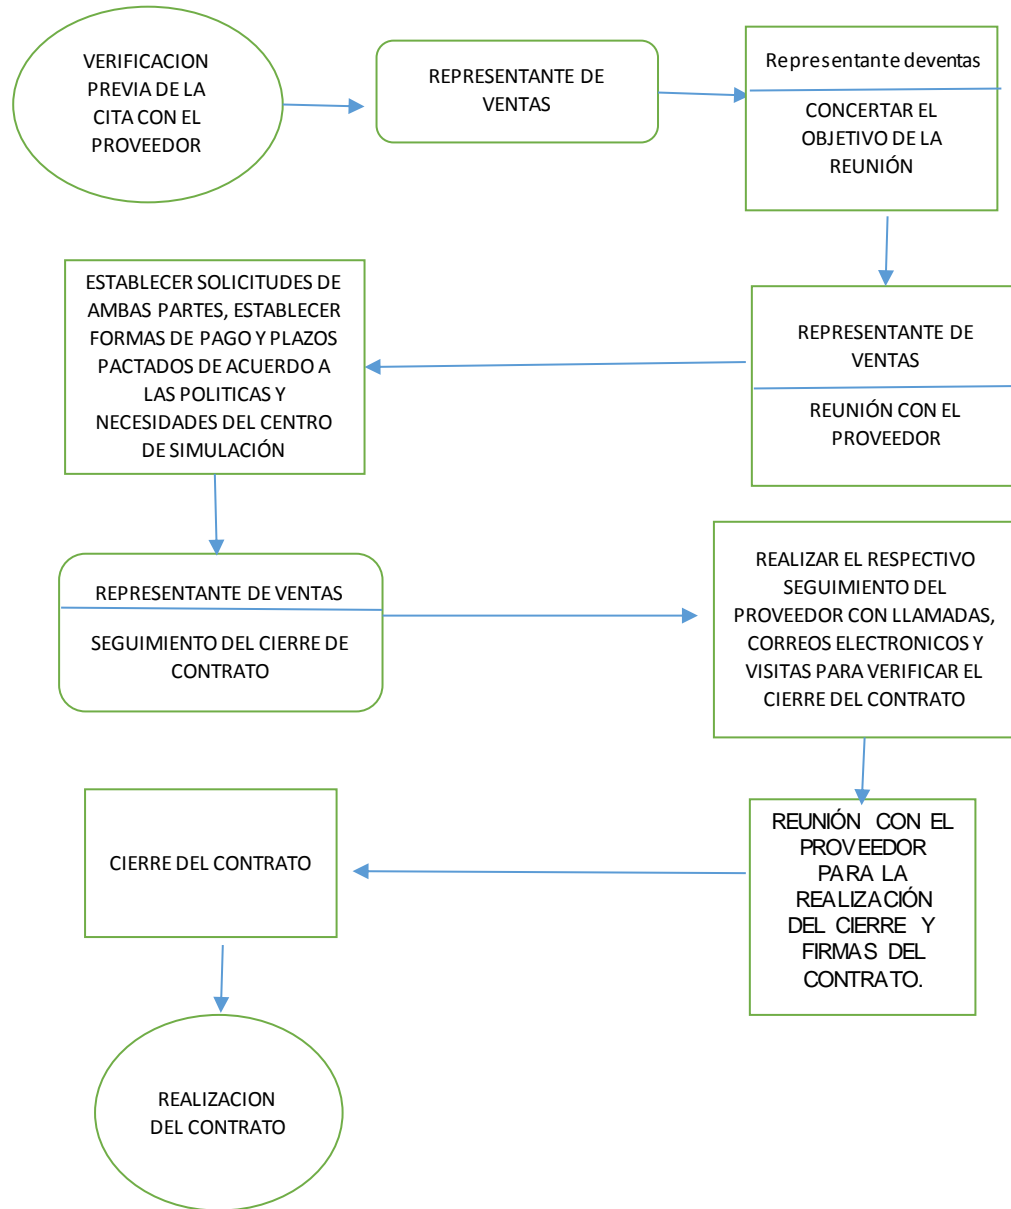 VERIFICACION
PREVIA DE LA
CITA CON EL
PROVEEDOR
REPRESENTANTE DE
VENTAS
Representante deventas
CONCERTAR EL
OBJETIVO DE LA
REUNIÓN
REPRESENTANTE DE
VENTAS
REUNIÓN CON EL
PROVEEDOR
ESTABLECER SOLICITUDES DE
AMBAS PARTES, ESTABLECER
FORMAS DE PAGO Y PLAZOS
PACTADOS DE ACUERDO A
LAS POLITICAS Y
NECESIDADES DEL CENTRO
DE SIMULACIÓN
REPRESENTANTE DE VENTAS
SEGUIMIENTO DEL CIERRE DE
CONTRATO
REALIZAR EL RESPECTIVO
SEGUIMIENTO DEL
PROVEEDOR CON LLAMADAS,
CORREOS ELECTRONICOS Y
VISITAS PARA VERIFICAR EL
CIERRE DEL CONTRATO
REUNIÓN CON EL
PROVEEDOR
PARA LA
REALIZACIÓN
DEL CIERRE Y
FIRMAS DEL
CONTRATO.
CIERRE DEL CONTRATO
REALIZACION
DEL CONTRATO